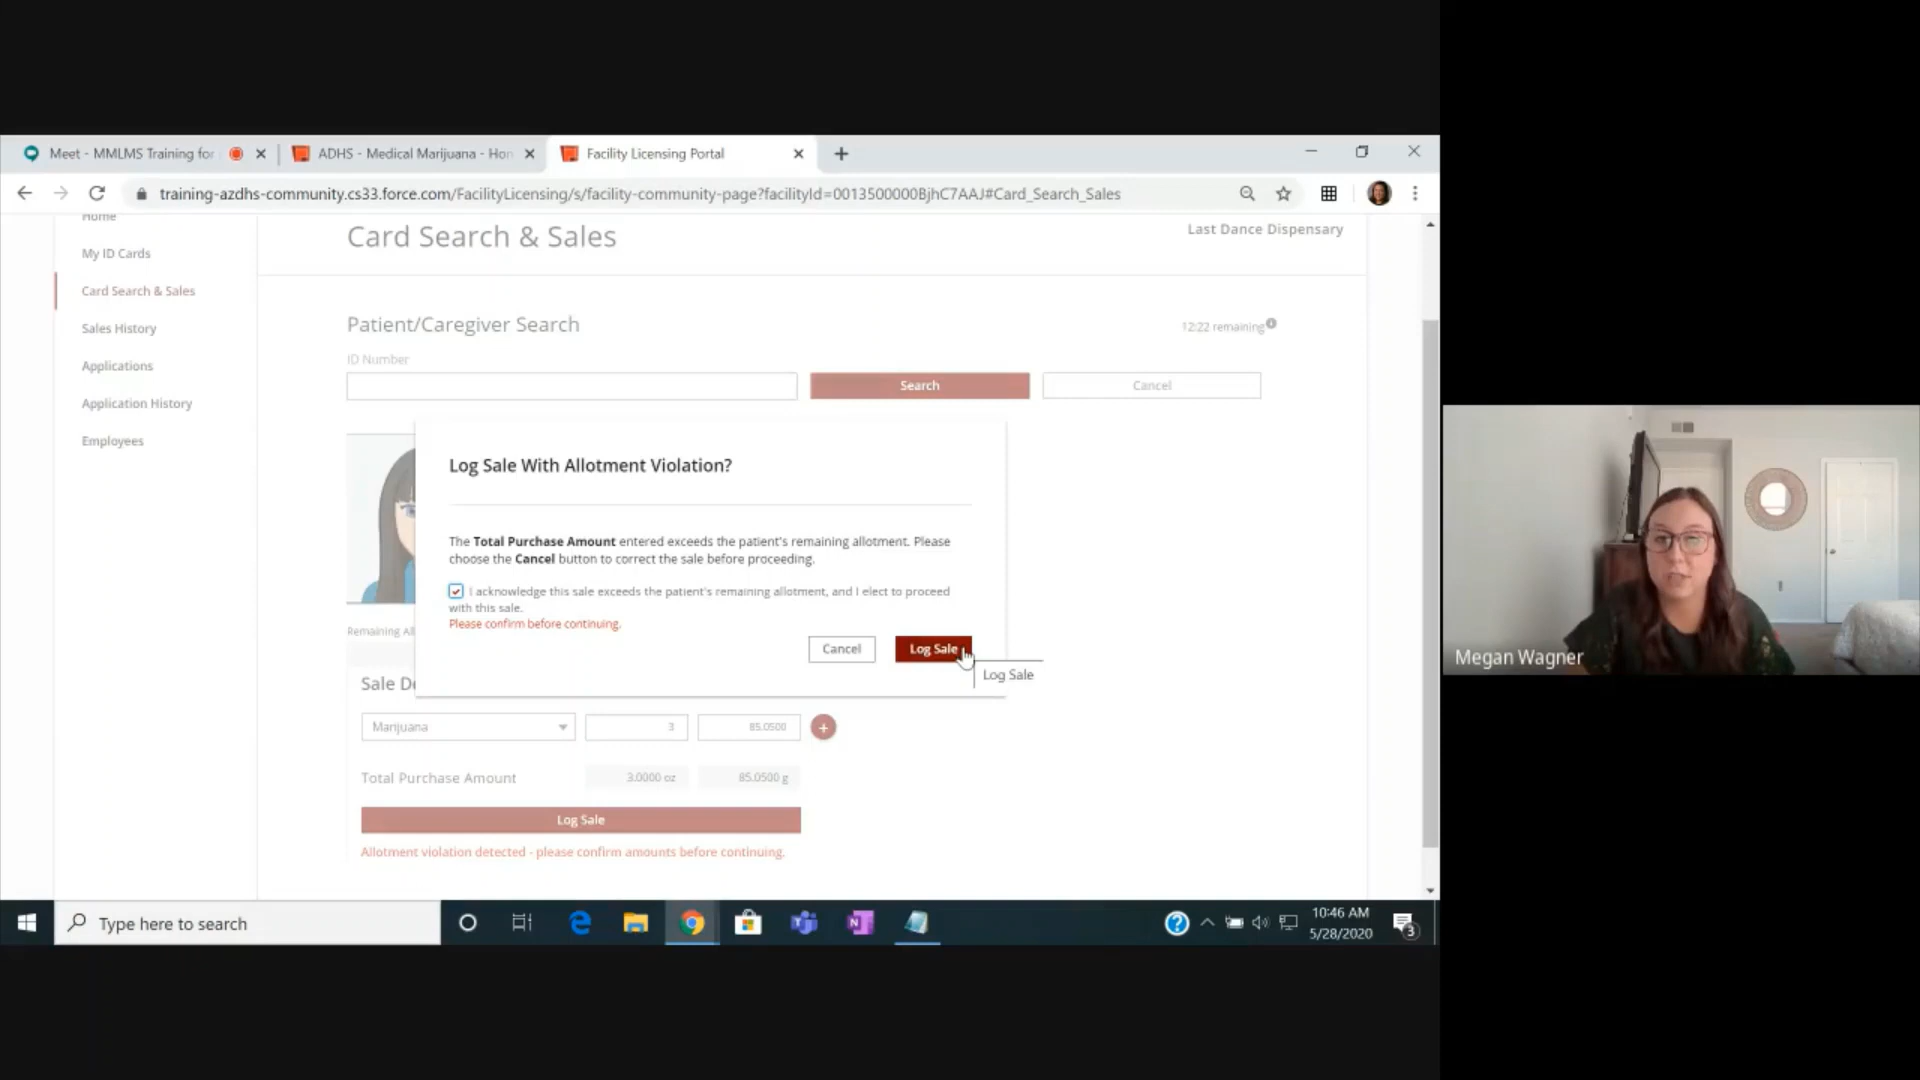 Meet - MMLMS Training for
ADHS - Medical Marijuana - Hon
Facility Licensing Portal
training-azdhs-community.cs33.force.com/FacilityLicensing/s/facility-community-page?facilityId=0013500000BjhC7AAJ#Card_Search_Sales
Home
My ID Cards
Card Search & Sales
Sales History
Applications
Application History
Employees
Card Search & Sales
Last Dance Dispensary
Patient/Caregiver Search
12:22 remaining
ID Number
Search
Cancel
Log Sale With Allotment Violation?
The Total Purchase Amount entered exceeds the patient's remaining allotment. Please
choose the Cancel button to correct the sale before proceeding.
I acknowledge this sale exceeds the patient's remaining allotment, and I elect to proceed
with this sale.
Please confirm before continuing.
Cancel
Log Sale
Log Sale
Remaining All
Sale De
Marijuana
3
85.0500
Total Purchase Amount
3.0000 oz
85.0500 g
Log Sale
Allotment violation detected - please confirm amounts before continuing.
Megan Wagner
Type here to search
10:46 AM
5/28/2020
3